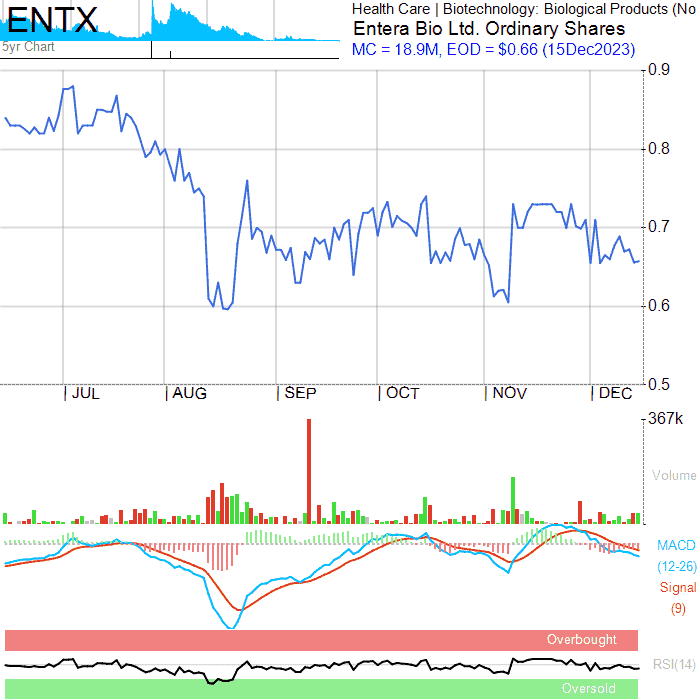 ENTX
5yr Chart
Health Care | Biotechnology: Biological Products (No
Entera Bio Ltd. Ordinary Shares
MC = 18.9M, EOD = $0.66 (15Dec2023)
0.9
0.8
0.7
0.6
0.5
JUL AUG SEP OCT NOV DEC
367k
Volume
MACD
(12-26)
Signal
(9)
Overbought
RSI(14)
Oversold